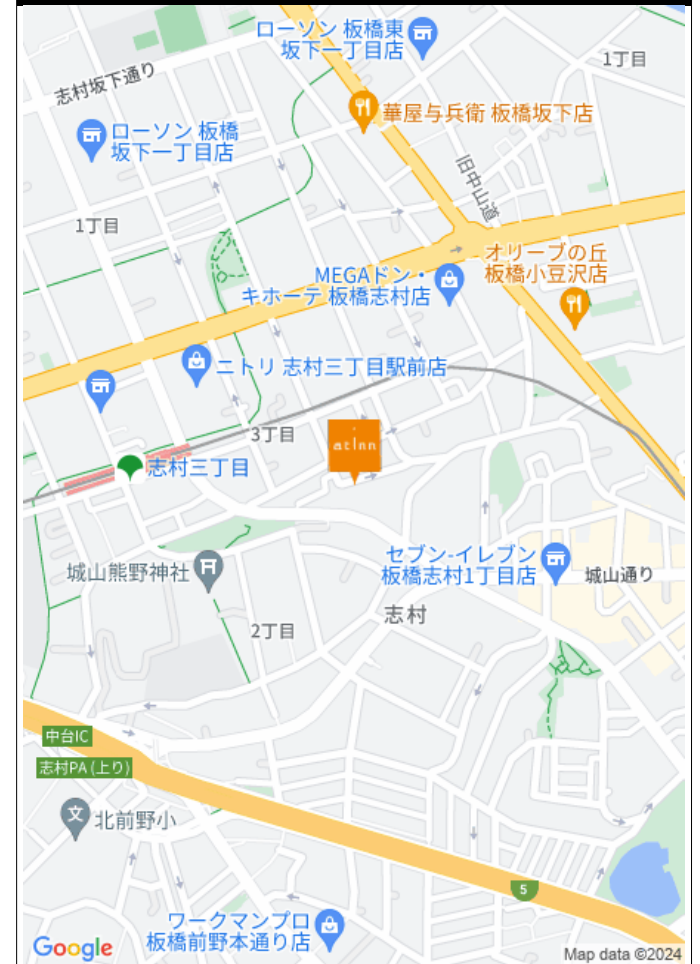 ローソン 板橋東
坂下一丁目店
1丁目
志村坂下通り
華屋与兵衛 板橋坂下店
ローソン 板橋
坂下一丁目店
旧中山道
1丁目
オリーブの丘
板橋小豆沢店
MEGAドン・
キホーテ 板橋志村店
ニトリ 志村三丁目駅前店
3丁目
at Inn
志村三丁目
セブン-イレブン
板橋志村1丁目店
城山通り
城山熊野神社
志村
2丁目
中台IC
志村PA (上り)
文
北前野小
5
ワークマンプロ
板橋前野本通り店
Google
Map data ©2024